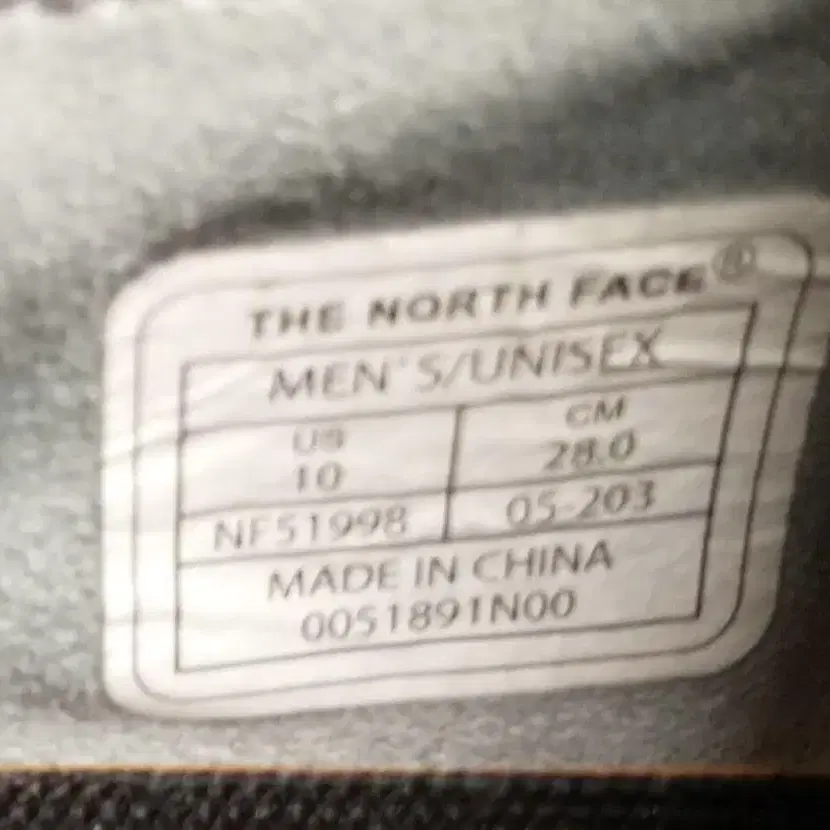 THE NORTH FACE®
MEN'S/UNISEX
US CM
10 28.0
NF51998 05-203
MADE IN CHINA
0051891N00